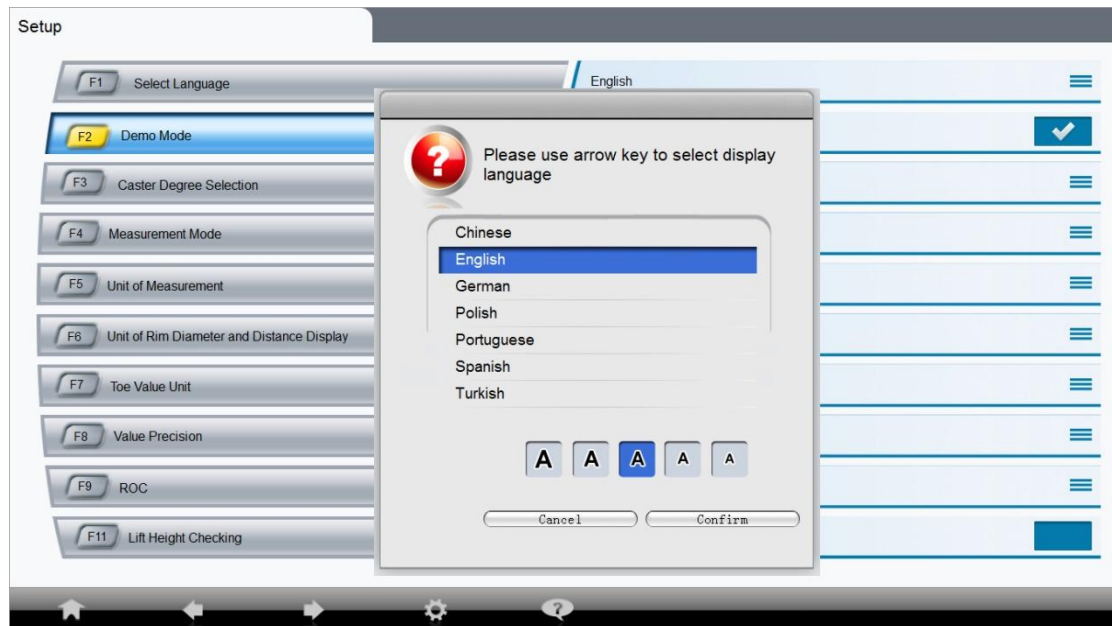 Setup
F1 Select Language English
F2 Demo Mode
F3 Caster Degree Selection
F4 Measurement Mode
F5 Unit of Measurement
F6 Unit of Rim Diameter and Distance Display
F7 Toe Value Unit
F8 Value Precision
F9 ROC
F11 Lift Height Checking
?
Please use arrow key to select display
language
Chinese
English
German
Polish
Portuguese
Spanish
Turkish
A A A A A
Cancel Confirm
?